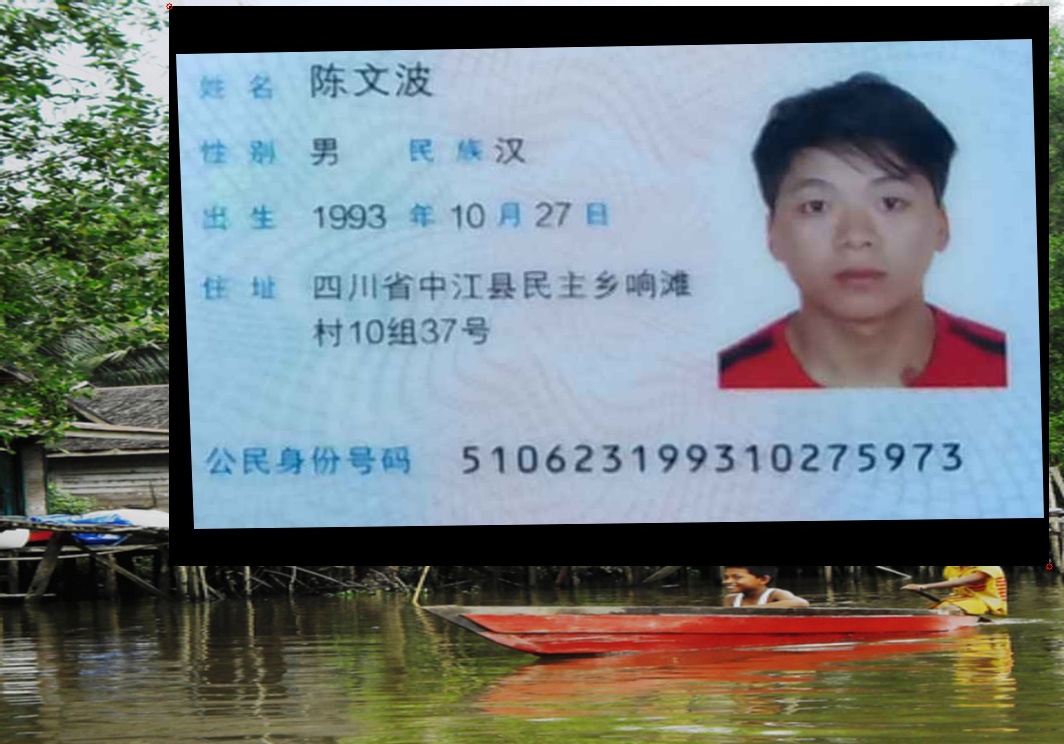 姓名 陈文波
性别 男 民族 汉
出生 1993 年 10 月 27 日
住址 四川省中江县民主乡响滩
村10组37号
公民身份号码 510623199310275973